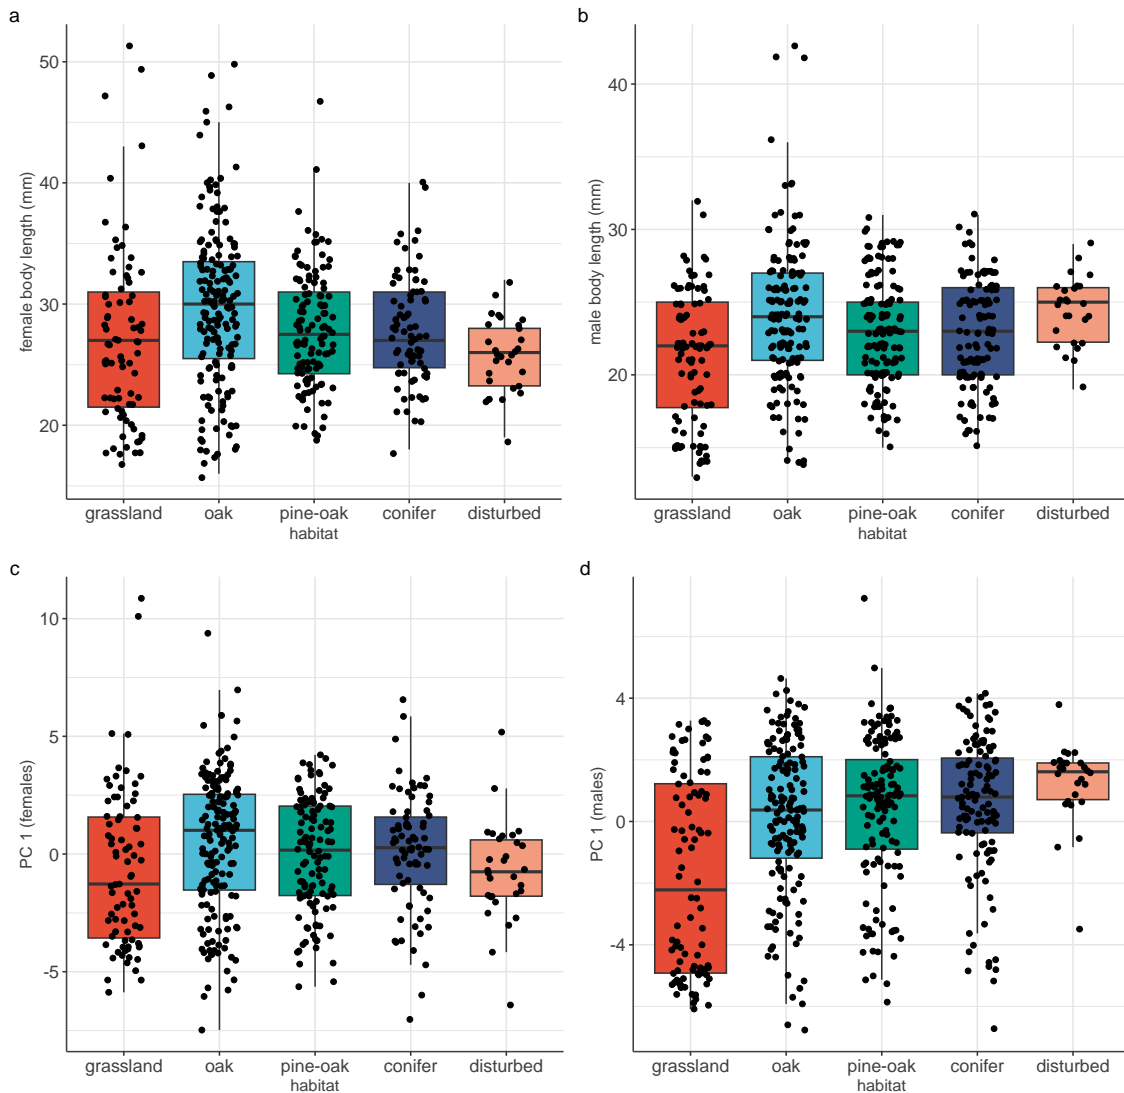 a
female body length (mm)
50
40
30
20
grassland oak pine-oak conifer disturbed
habitat
b
male body length (mm)
40
30
20
grassland oak pine-oak conifer disturbed
habitat
c
PC 1 (females)
10
5
0
-5
grassland oak pine-oak conifer disturbed
habitat
d
PC 1 (males)
4
0
-4
grassland oak pine-oak conifer disturbed
habitat